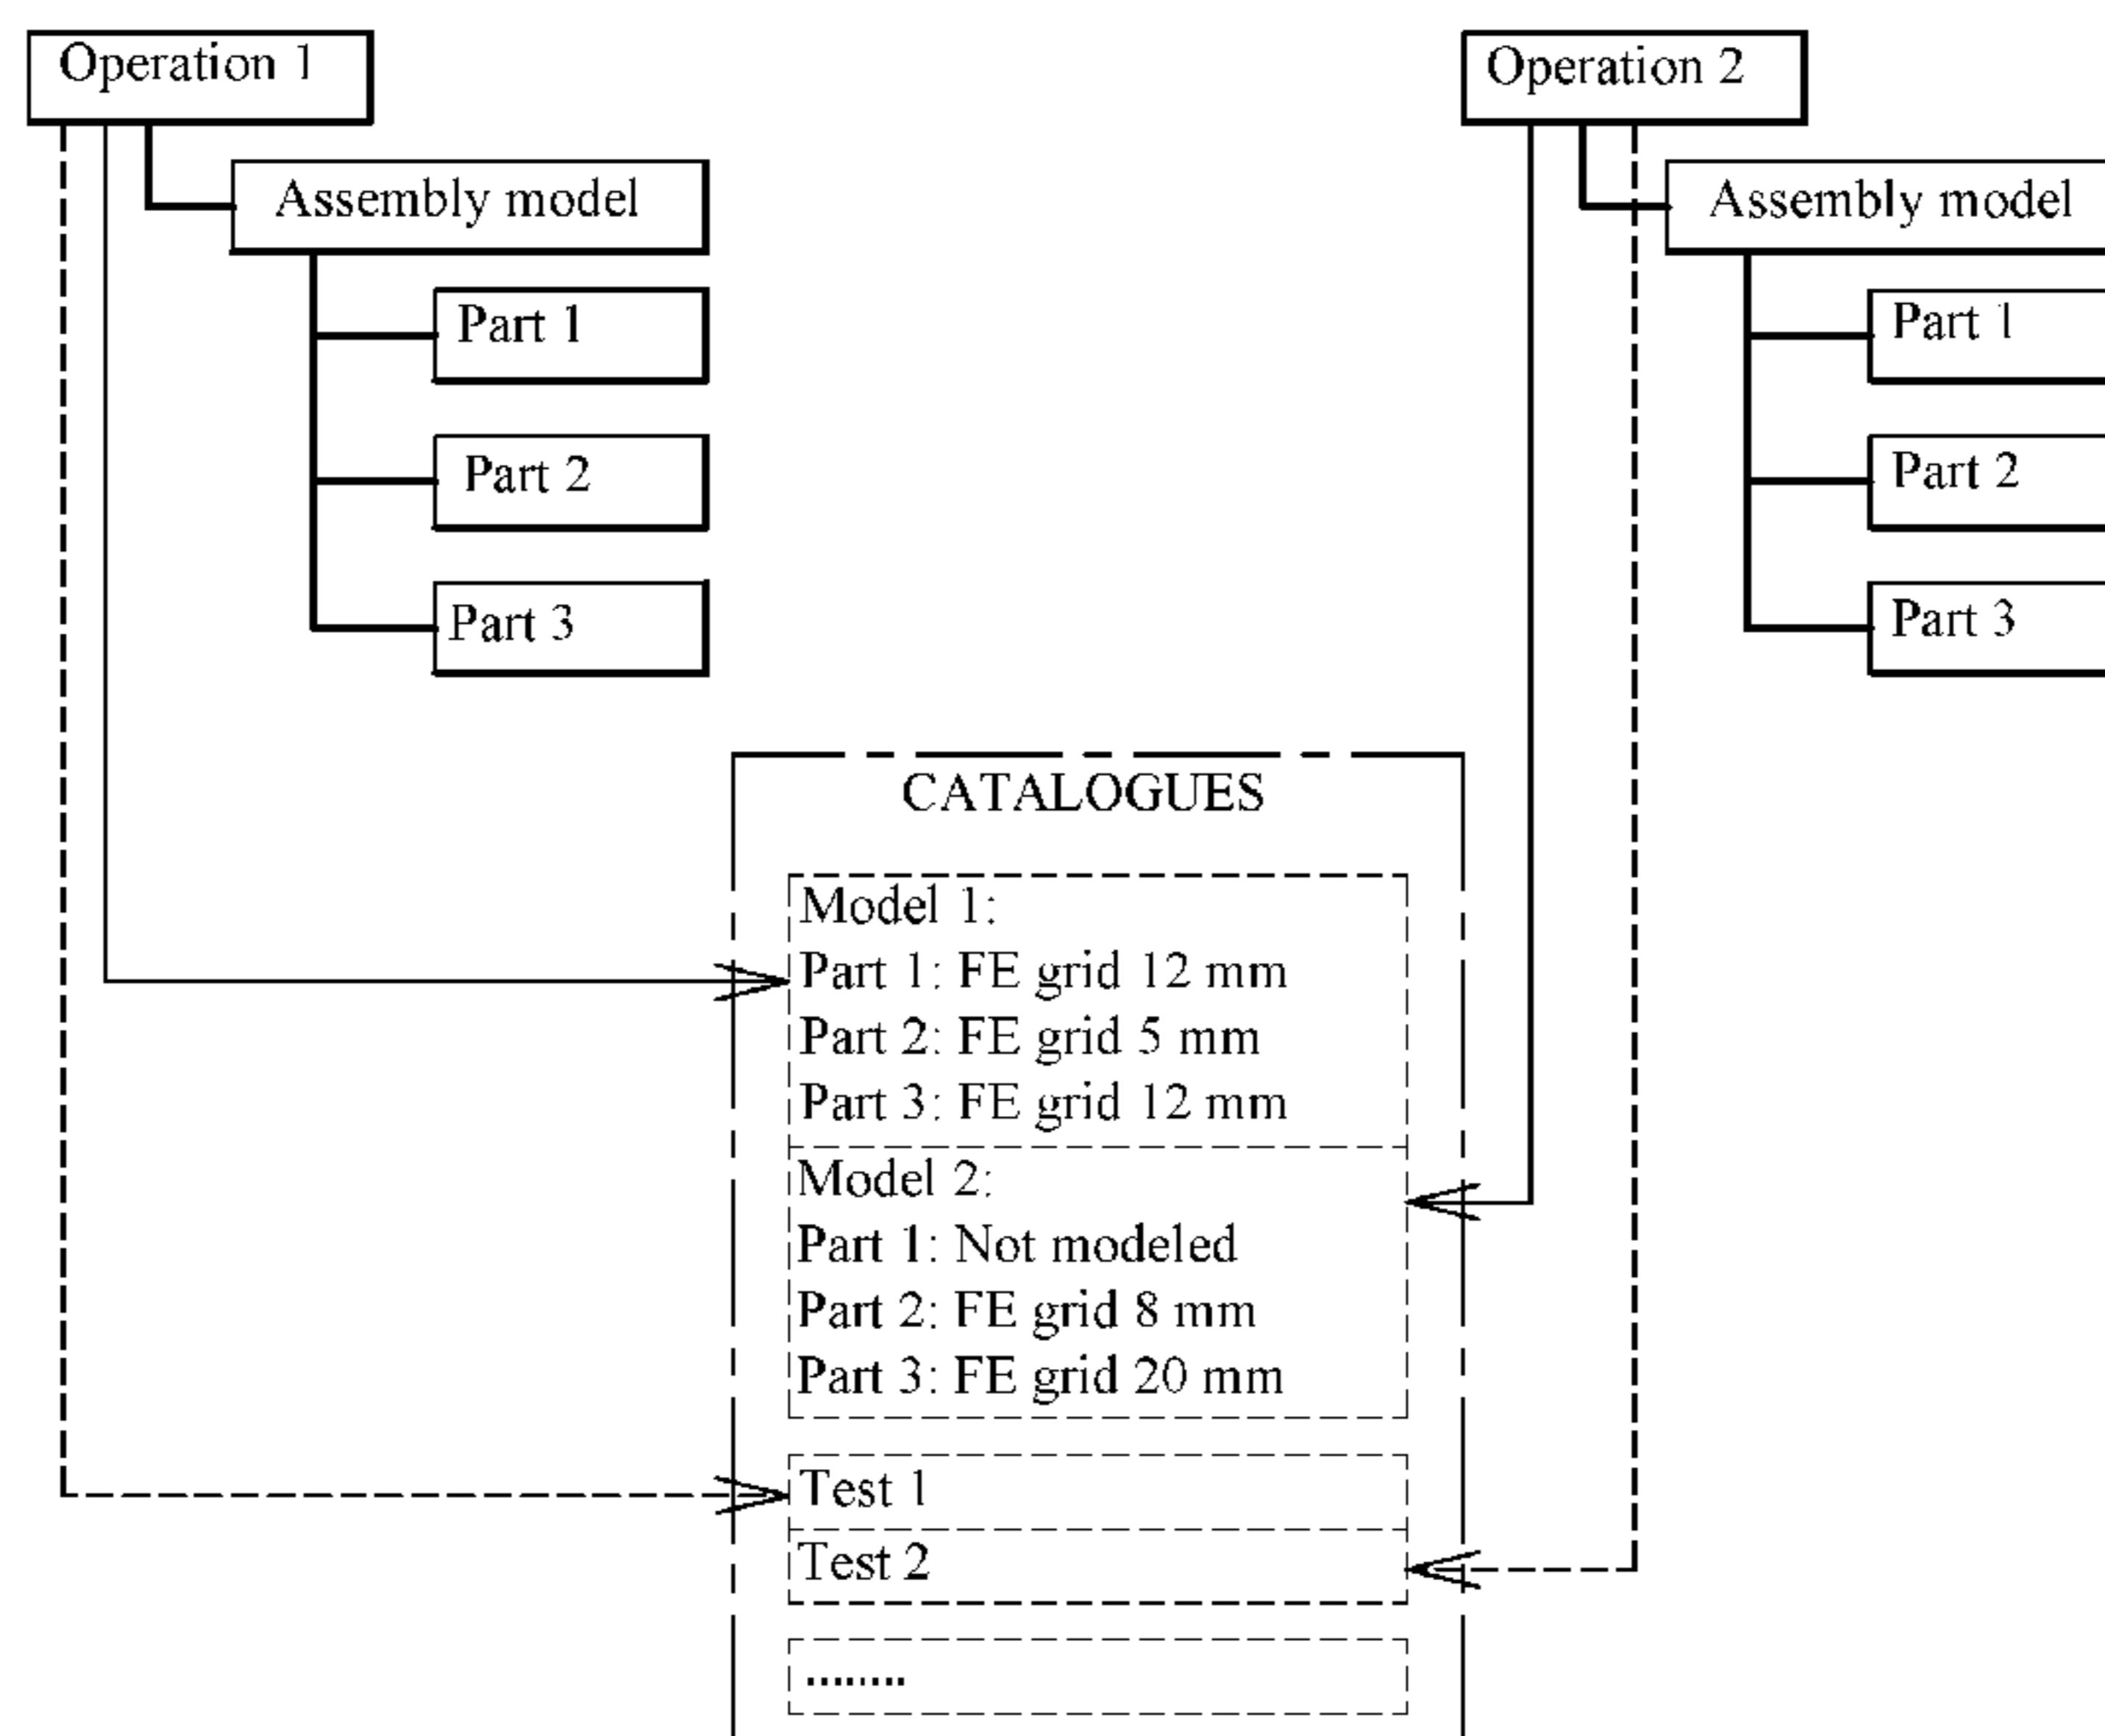 Operation 1
Assembly model
Part 1
Part 2
Part 3
Operation 2
Assembly model
Part 1
Part 2
Part 3
CATALOGUES
Model 1:
Part 1: FE grid 12 mm
Part 2: FE grid 5 mm
Part 3: FE grid 12 mm
Model 2:
Part 1: Not modeled
Part 2: FE grid 8 mm
Part 3: FE grid 20 mm
Test 1
Test 2
........